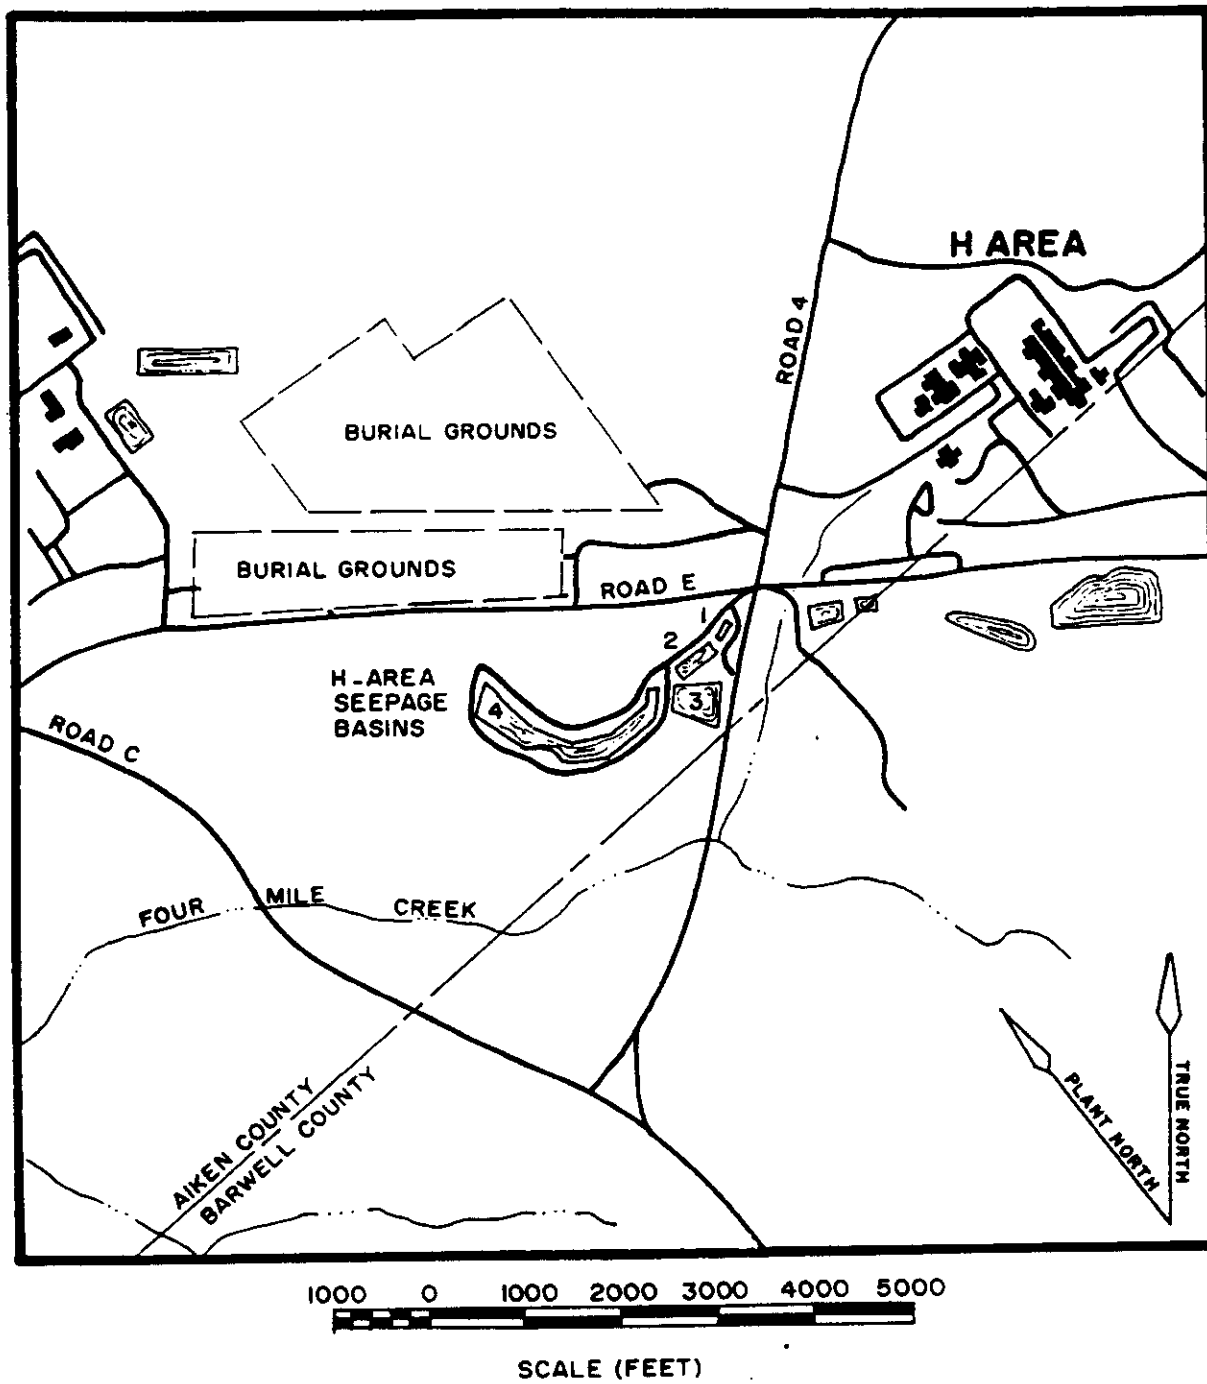 H AREA
ROAD 4
BURIAL GROUNDS
BURIAL GROUNDS
ROAD E
1
2
H-AREA
SEEPAGE
BASINS
4
3
ROAD C
FOUR MILE CREEK
AIKEN COUNTY
BARWELL COUNTY
PLANT NORTH
TRUE NORTH
1000 0 1000 2000 3000 4000 5000
SCALE (FEET)